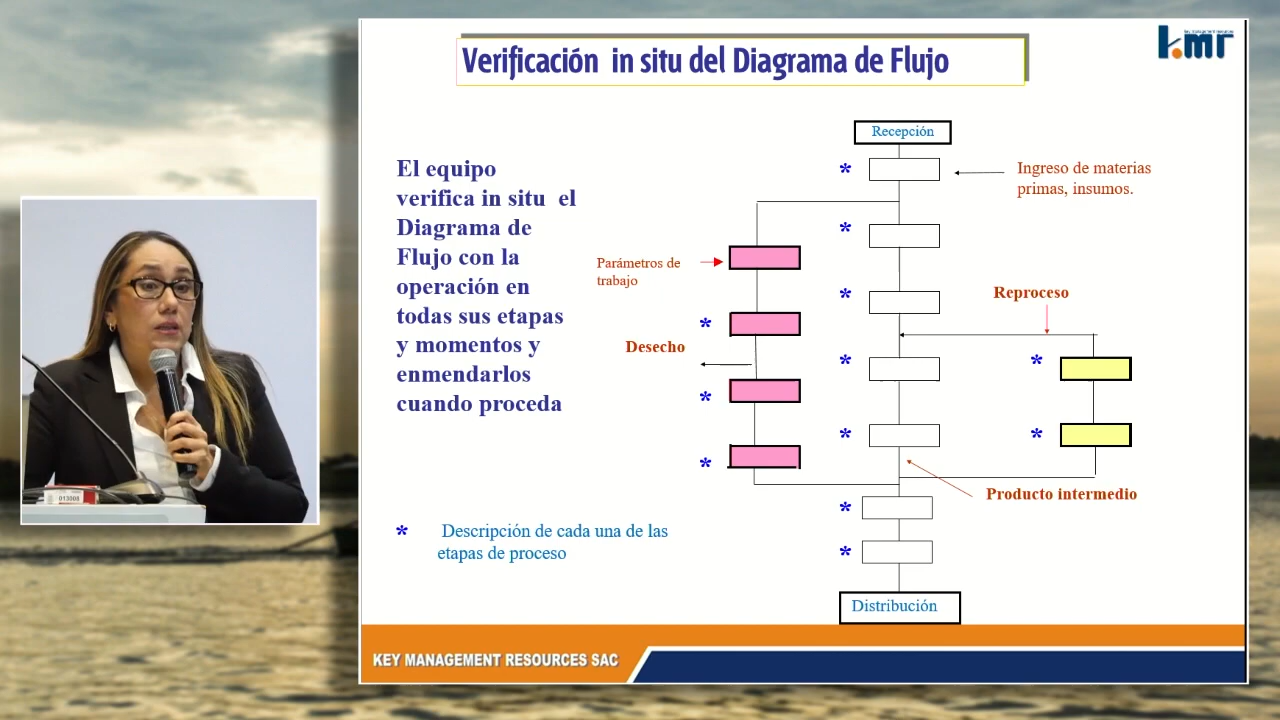 Verificación in situ del Diagrama de Flujo
kmr
El equipo
verifica in situ el
Diagrama de
Flujo con la
operación en
todas sus etapas
y momentos y
enmendarlos
cuando proceda
Recepción
*
Ingreso de materias
primas, insumos.
*
Parámetros de
trabajo
*
Reproceso
*
Desecho
*
*
*
*
*
*
Producto intermedio
*
*
*
* Descripción de cada una de las
etapas de proceso
Distribución
KEY MANAGEMENT RESOURCES SAC
013008